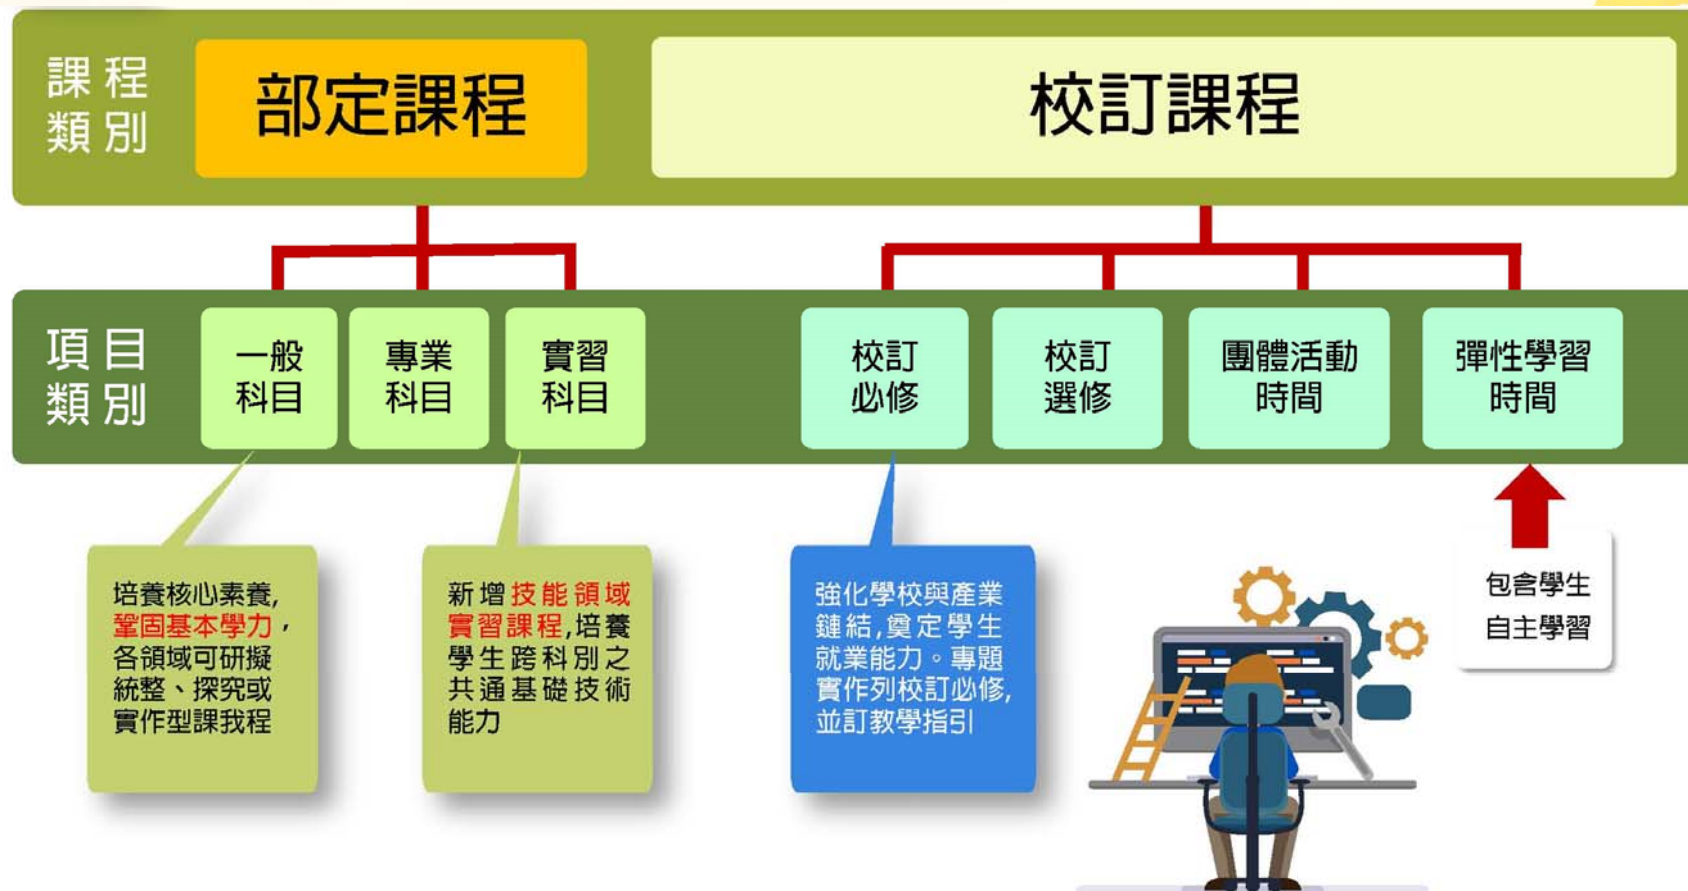 課程
類別
部定課程
校訂課程
項目
類別
一般
科目
專業
科目
實習
科目
校訂
必修
校訂
選修
團體活動
時間
彈性學習
時間
培養核心素養,
鞏固基本學力，
各領域可研擬
統整、探究或
實作型課我程
新增技能領域
實習課程,培養
學生跨科別之
共通基礎技術
能力
強化學校與產業
鏈結,奠定學生
就業能力。專題
實作列校訂必修,
並訂教學指引
包含學生
自主學習